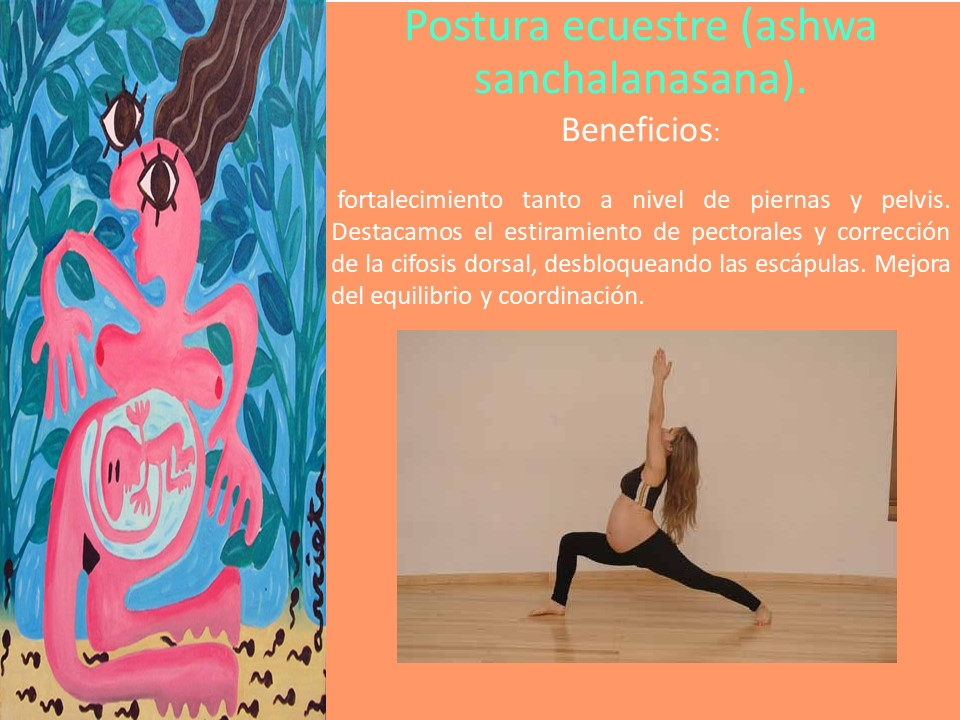 Postura ecuestre (ashwa
sanchalanasana).
Beneficios:
fortalecimiento tanto a nivel de piernas y pelvis.
Destacamos el estiramiento de pectorales y corrección
de la cifosis dorsal, desbloqueando las escápulas. Mejora
del equilibrio y coordinación.